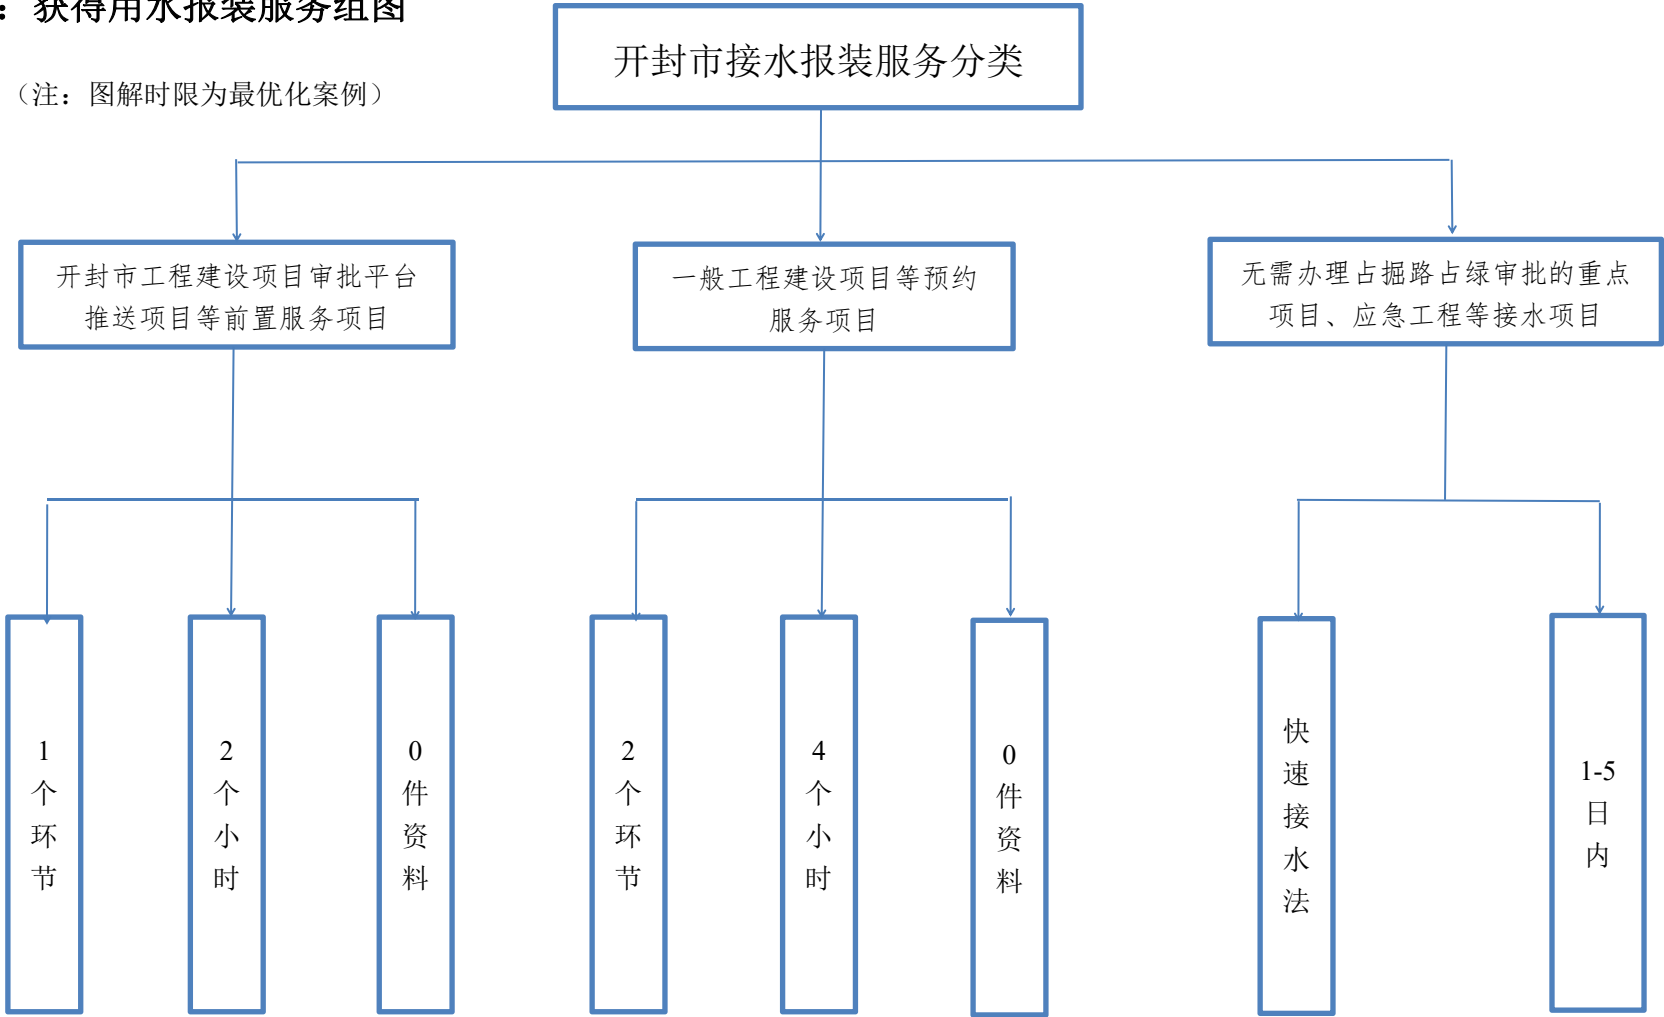 ：获得用水报装服务组图
（注：图解时限为最优化案例）
开封市接水报装服务分类
开封市工程建设项目审批平台
推送项目等前置服务项目
一般工程建设项目等预约
服务项目
无需办理占掘路占绿审批的重点
项目、应急工程等接水项目
1个环节
2个小时
0件资料
2个环节
4个小时
0件资料
快速接水法
1-5日内